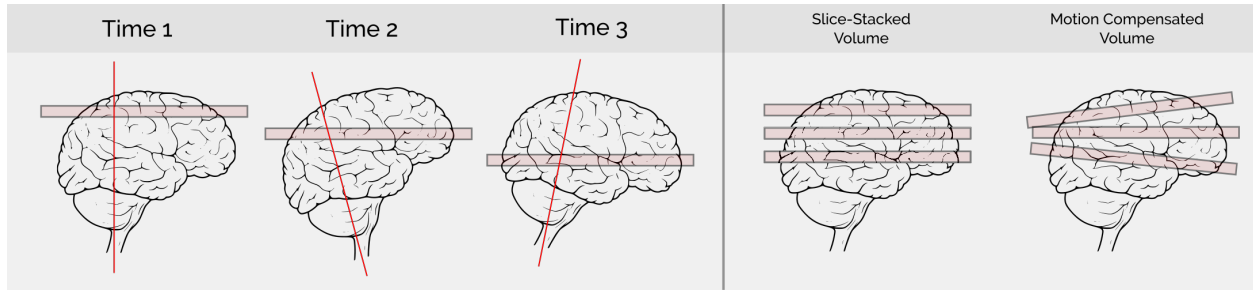 Time 1
Time 2
Time 3
Slice-Stacked
Volume
Motion Compensated
Volume